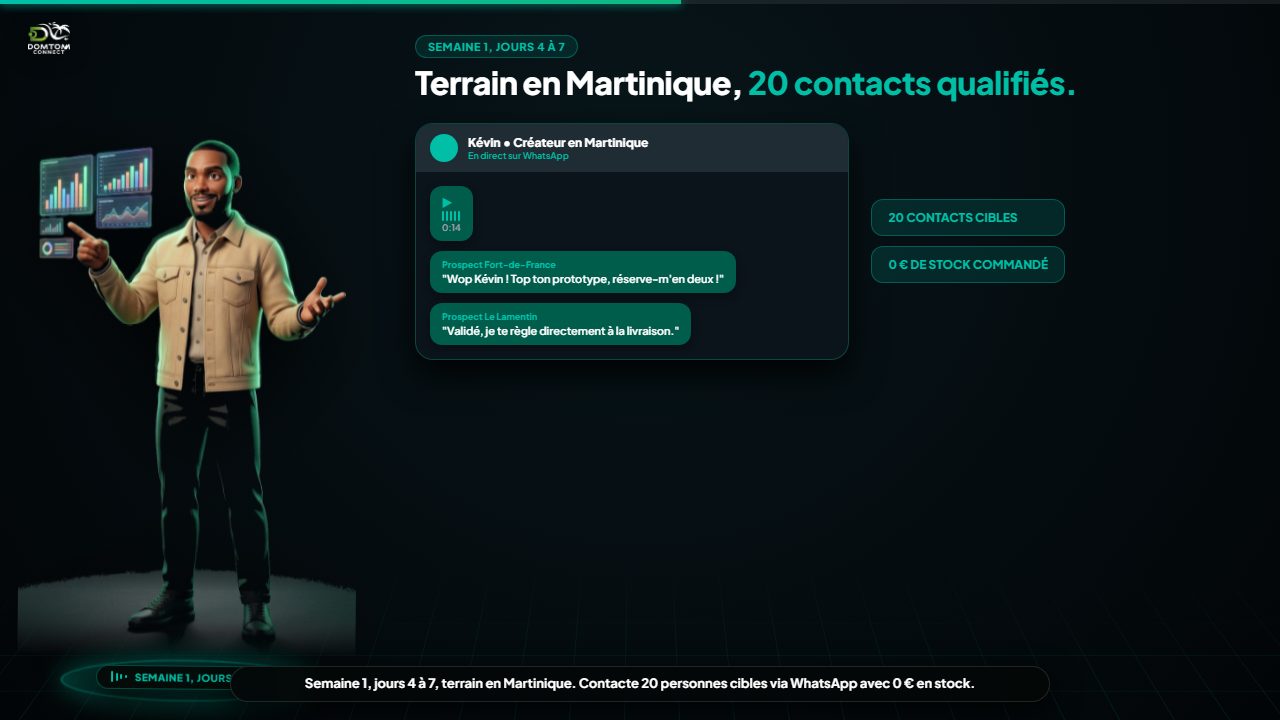 DOMTOM
CONNECT
SEMAINE 1, JOURS 4 À 7
Terrain en Martinique, 20 contacts qualifiés.
Kévin • Créateur en Martinique
En direct sur WhatsApp
0:14
Prospect Fort-de-France
"Wop Kévin ! Top ton prototype, réserve-m'en deux !"
Prospect Le Lamentin
"Validé, je te règle directement à la livraison."
20 CONTACTS CIBLES
0 € DE STOCK COMMANDÉ
SEMAINE 1, JOURS
Semaine 1, jours 4 à 7, terrain en Martinique. Contacte 20 personnes cibles via WhatsApp avec 0 € en stock.